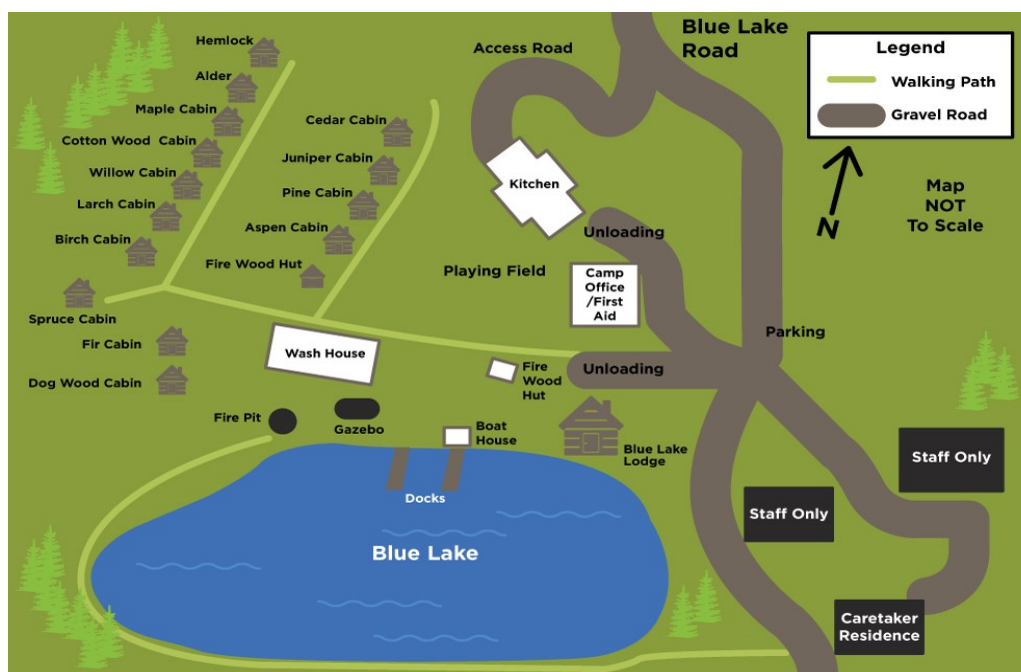 Hemlock
Alder
Maple Cabin
Cotton Wood Cabin
Willow Cabin
Larch Cabin
Birch Cabin
Spruce Cabin
Fir Cabin
Dog Wood Cabin
Cedar Cabin
Juniper Cabin
Pine Cabin
Aspen Cabin
Fire Wood Hut
Access Road
Blue Lake
Road
Legend
Walking Path
Gravel Road
N
Map
NOT
To Scale
Kitchen
Unloading
Playing Field
Camp
Office
/First
Aid
Parking
Wash House
Unloading
Fire
Wood
Hut
Fire Pit
Gazebo
Boat
House
Blue Lake
Lodge
Docks
Blue Lake
Staff Only
Staff Only
Caretaker
Residence